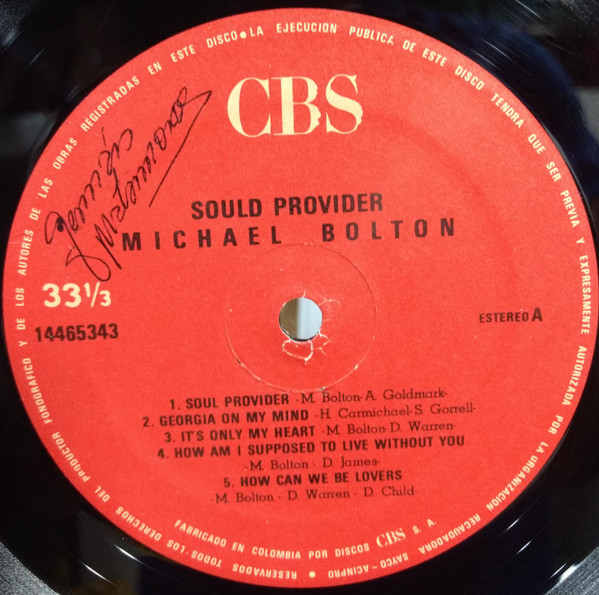 CBS
SOULD PROVIDER
MICHAEL BOLTON
33 1/3
14465343
ESTEREO A
1. SOUL PROVIDER -M. Bolton-A. Goldmark-
2. GEORGIA ON MY MIND -H. Carmichael-S. Gorrell-
3. IT'S ONLY MY HEART -M. Bolton-D. Warren-
4. HOW AM I SUPPOSED TO LIVE WITHOUT YOU
-M. Bolton - D. James-
5. HOW CAN WE BE LOVERS
-M. Bolton - D. Warren - D. Child-
FABRICADO EN COLOMBIA POR DISCOS CBS S. A.
RESERVADOS TODOS LOS DERECHOS DEL PRODUCTOR FONOGRAFICO Y DE LOS AUTORES DE LAS OBRAS REGISTRADAS EN ESTE DISCO●LA EJECUCION PUBLICA DE ESTE DISCO TENDRA QUE SER PREVIA Y EXPRESAMENTE AUTORIZADA POR LA ORGANIZACION RECAUDADORA SAYCO-ACINPRO●